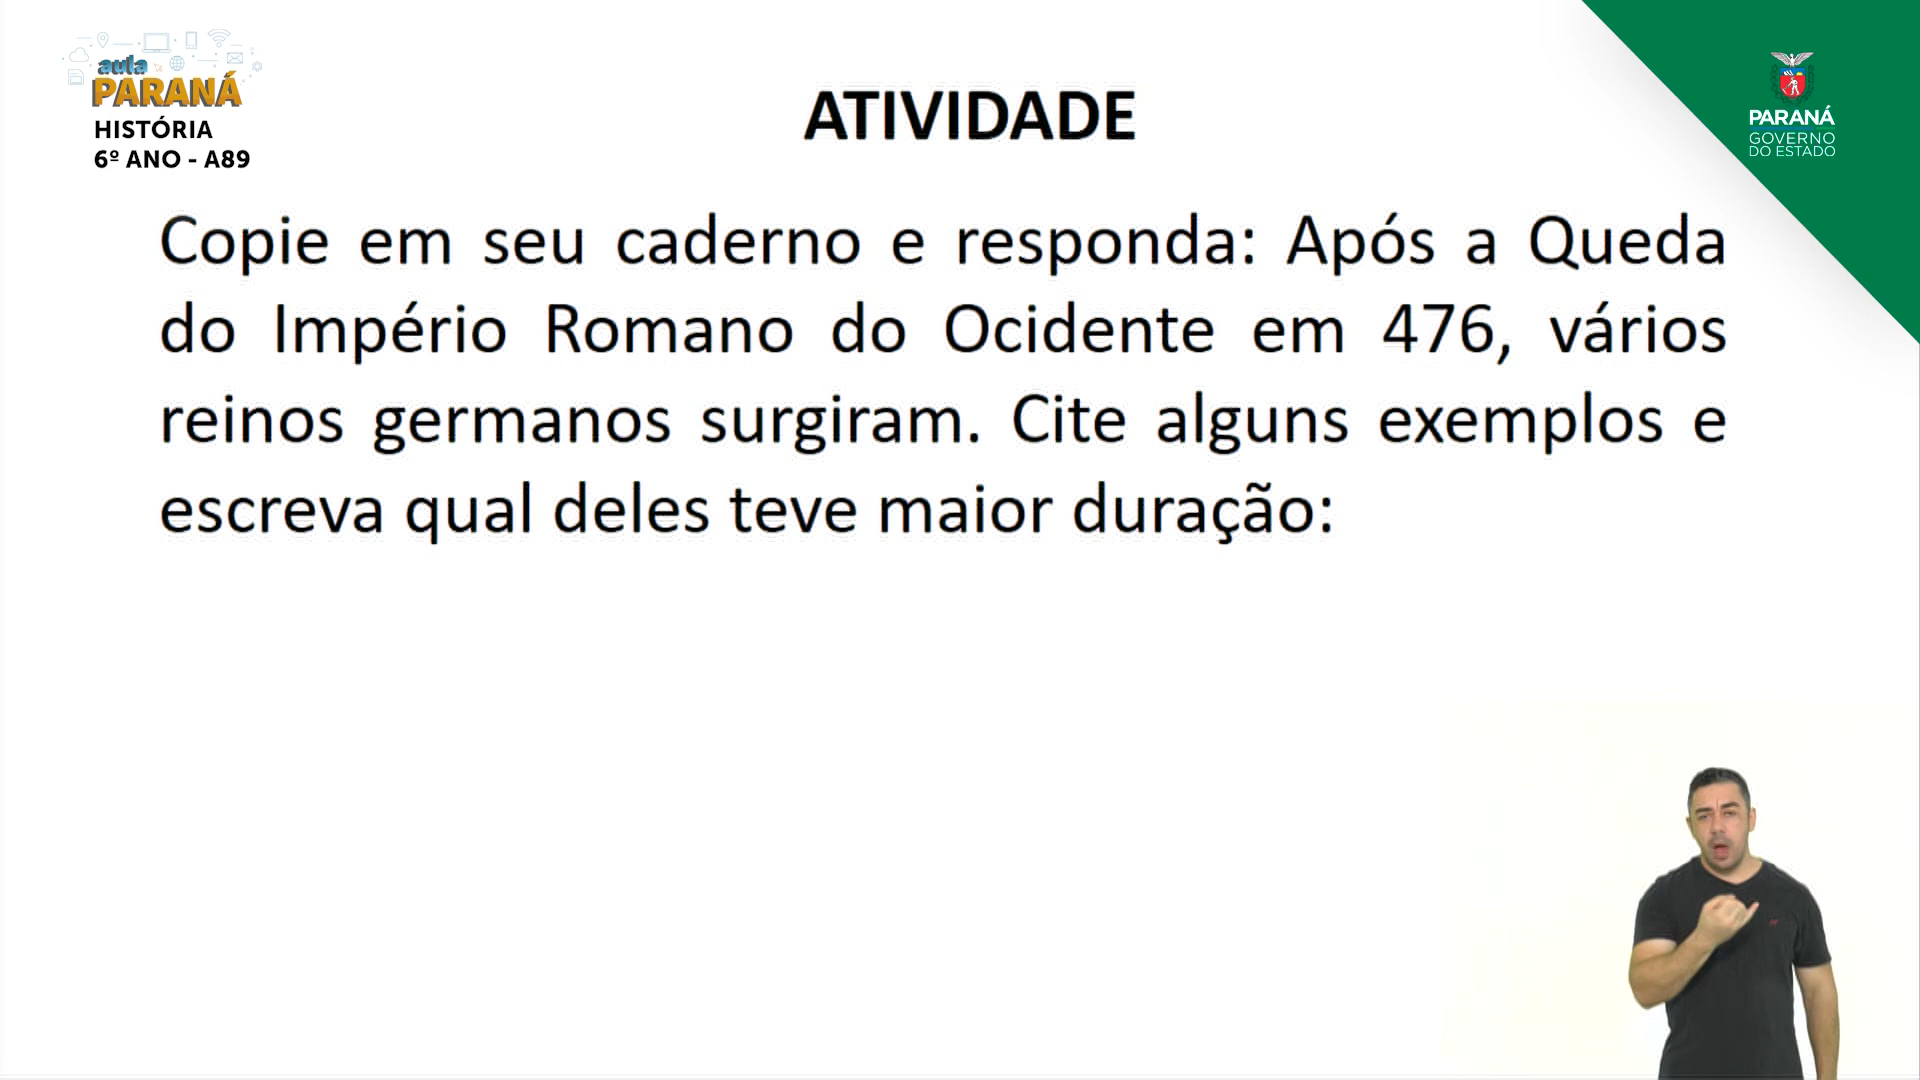 aula
PARANÁ
HISTÓRIA
6º ANO - A89
ATIVIDADE
PARANÁ
GOVERNO
DO ESTADO
Copie em seu caderno e responda: Após a Queda
do Império Romano do Ocidente em 476, vários
reinos germanos surgiram. Cite alguns exemplos e
escreva qual deles teve maior duração: